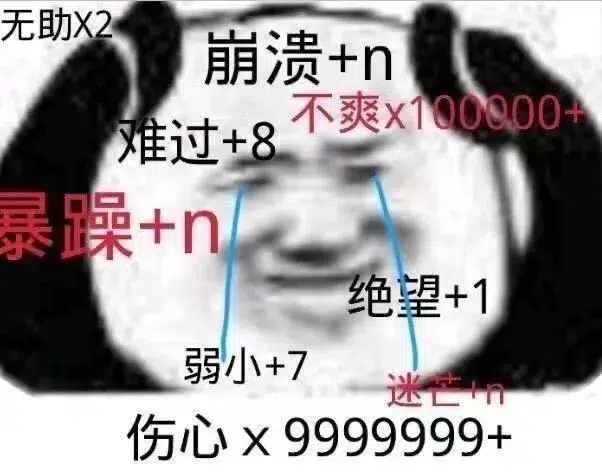 无助X2
崩溃+n
不爽x100000+
难过+8
暴躁+n
绝望+1
弱小+7
迷芒+n
伤心 x 9999999+